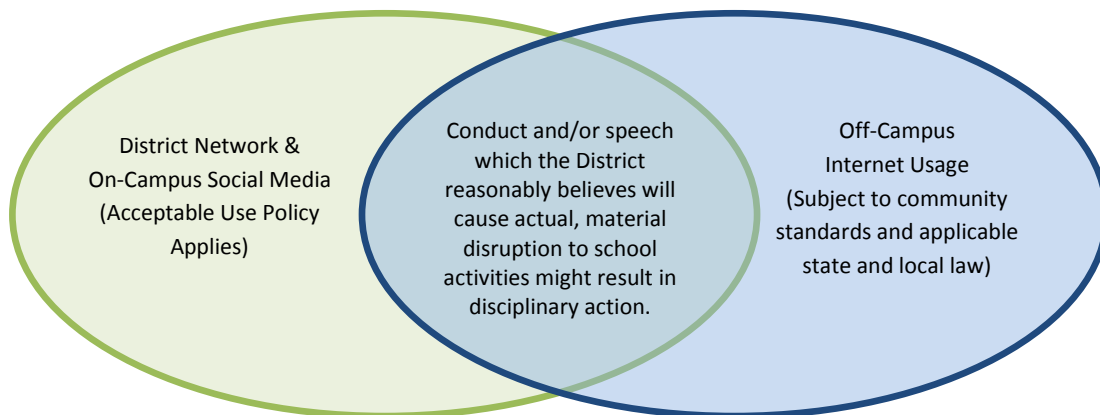 District Network &
On-Campus Social Media
(Acceptable Use Policy
Applies)
Conduct and/or speech
which the District
reasonably believes will
cause actual, material
disruption to school
activities might result in
disciplinary action.
Off-Campus
Internet Usage
(Subject to community
standards and applicable
state and local law)